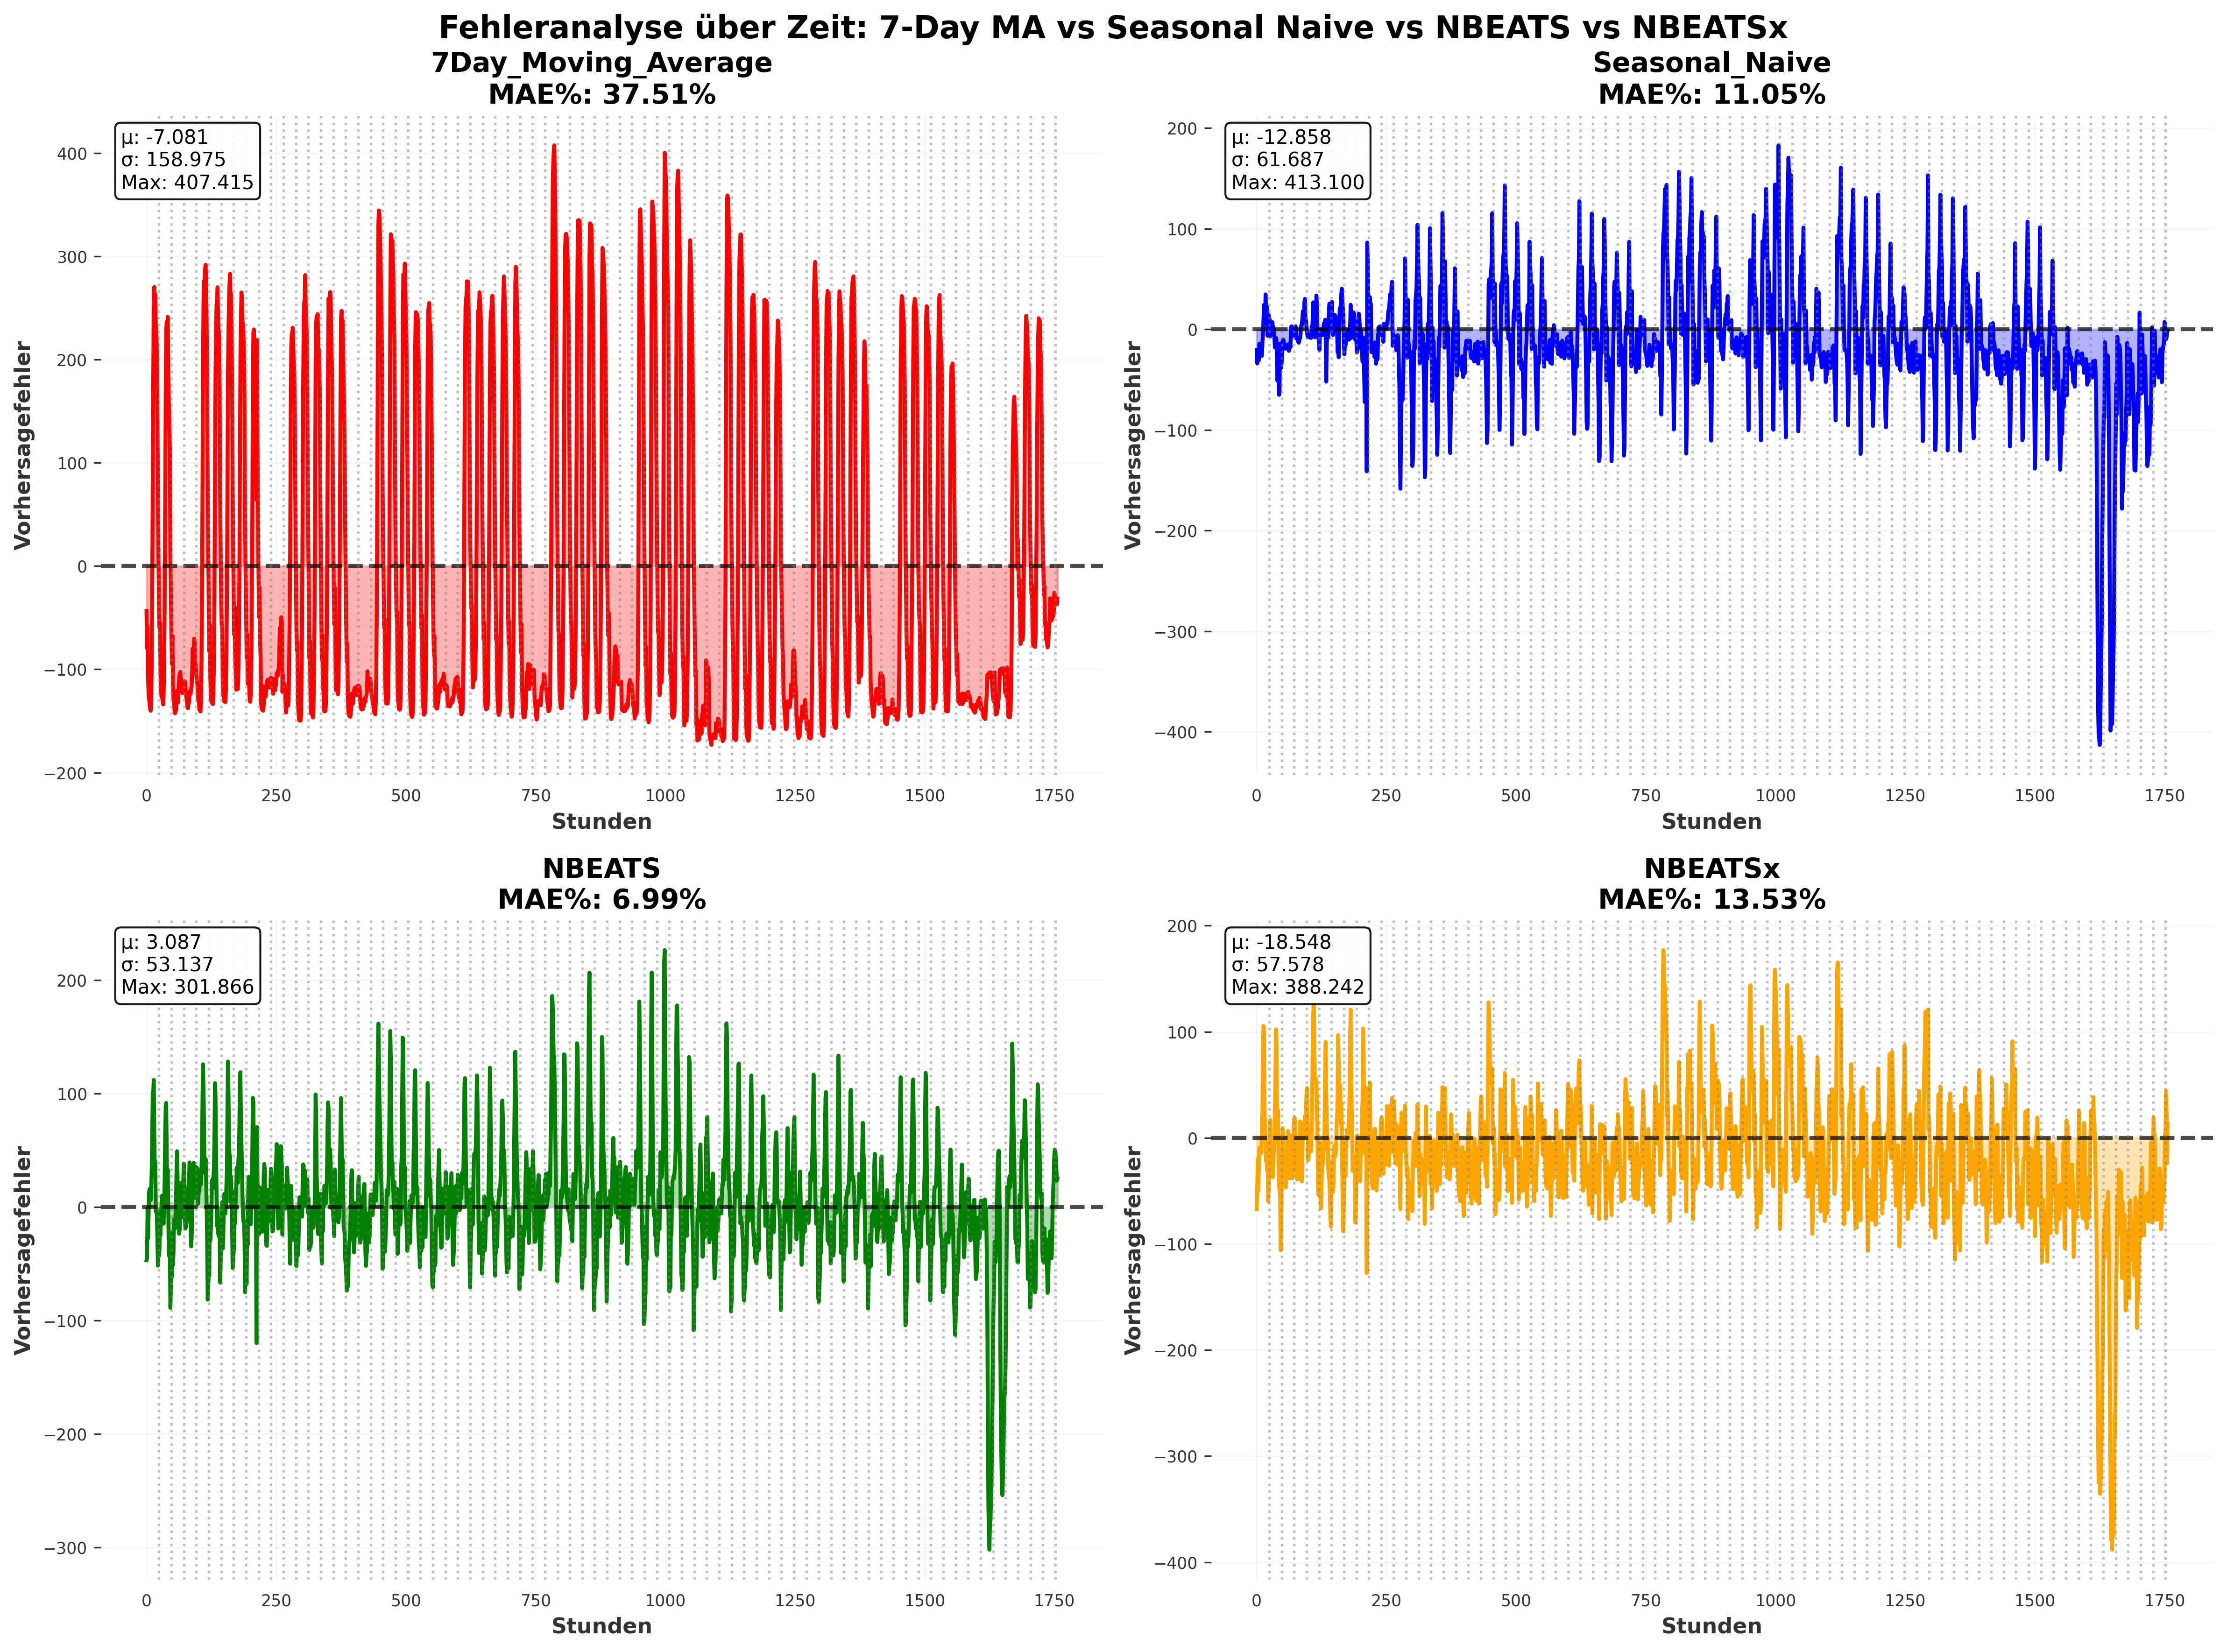 Fehleranalyse über Zeit: 7-Day MA vs Seasonal Naive vs NBEATS vs NBEATSx
7Day_Moving_Average
MAE%: 37.51%
μ: -7.081
σ: 158.975
Max: 407.415
400
300
200
100
0
−100
−200
Vorhersagefehler
0 250 500 750 1000 1250 1500 1750
Stunden
Seasonal_Naive
MAE%: 11.05%
μ: -12.858
σ: 61.687
Max: 413.100
200
100
0
−100
−200
−300
−400
Vorhersagefehler
0 250 500 750 1000 1250 1500 1750
Stunden
NBEATS
MAE%: 6.99%
μ: 3.087
σ: 53.137
Max: 301.866
200
100
0
−100
−200
−300
Vorhersagefehler
0 250 500 750 1000 1250 1500 1750
Stunden
NBEATSx
MAE%: 13.53%
μ: -18.548
σ: 57.578
Max: 388.242
200
100
0
−100
−200
−300
−400
Vorhersagefehler
0 250 500 750 1000 1250 1500 1750
Stunden